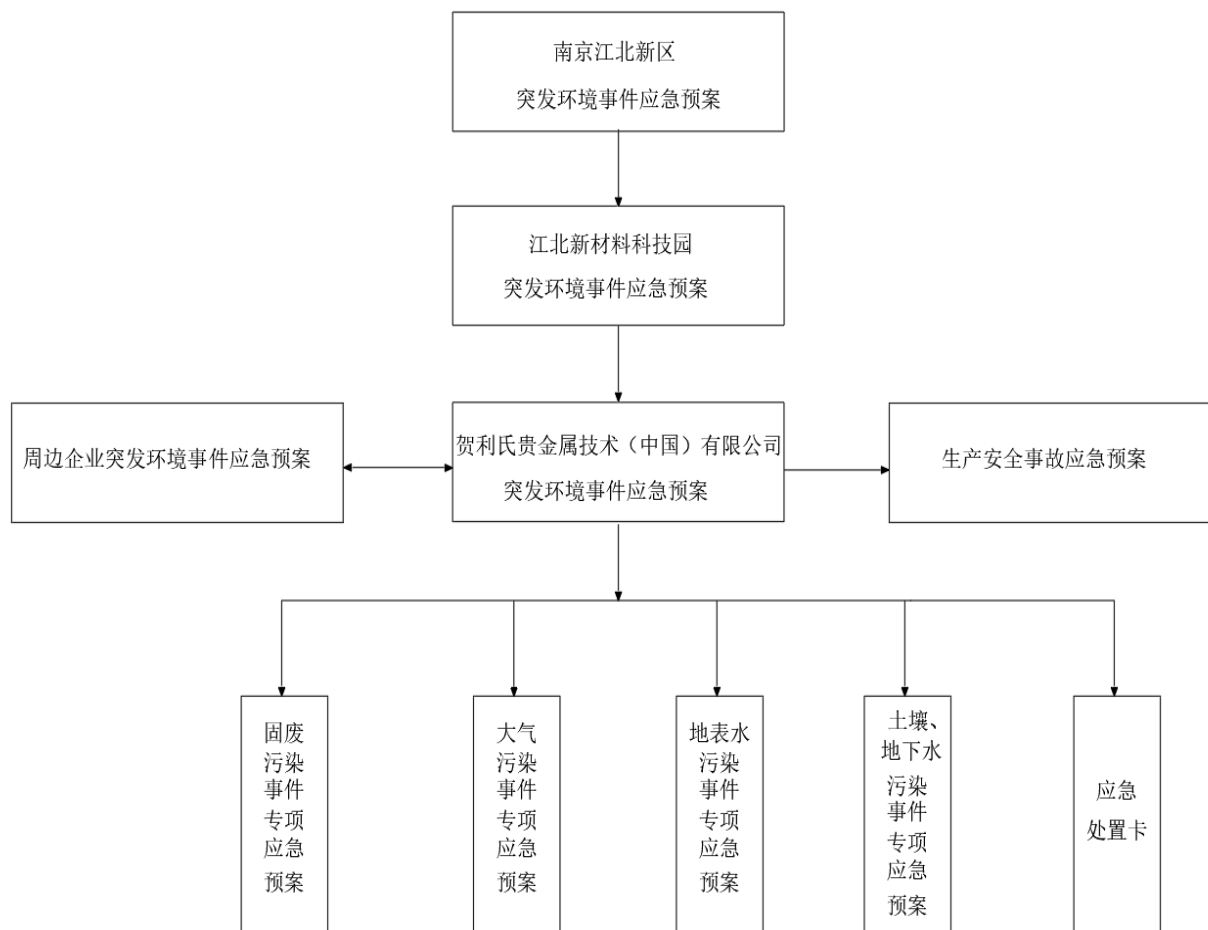 南京江北新区
突发环境事件应急预案
江北新材料科技园
突发环境事件应急预案
周边企业突发环境事件应急预案
贺利氏贵金属技术（中国）有限公司
突发环境事件应急预案
生产安全事故应急预案
固废
污染
事件
专项
应急
预案
大气
污染
事件
专项
应急
预案
地表水
污染
事件
专项
应急
预案
土壤、
地下水
污染
事件
专项
应急
预案
应急
处置卡